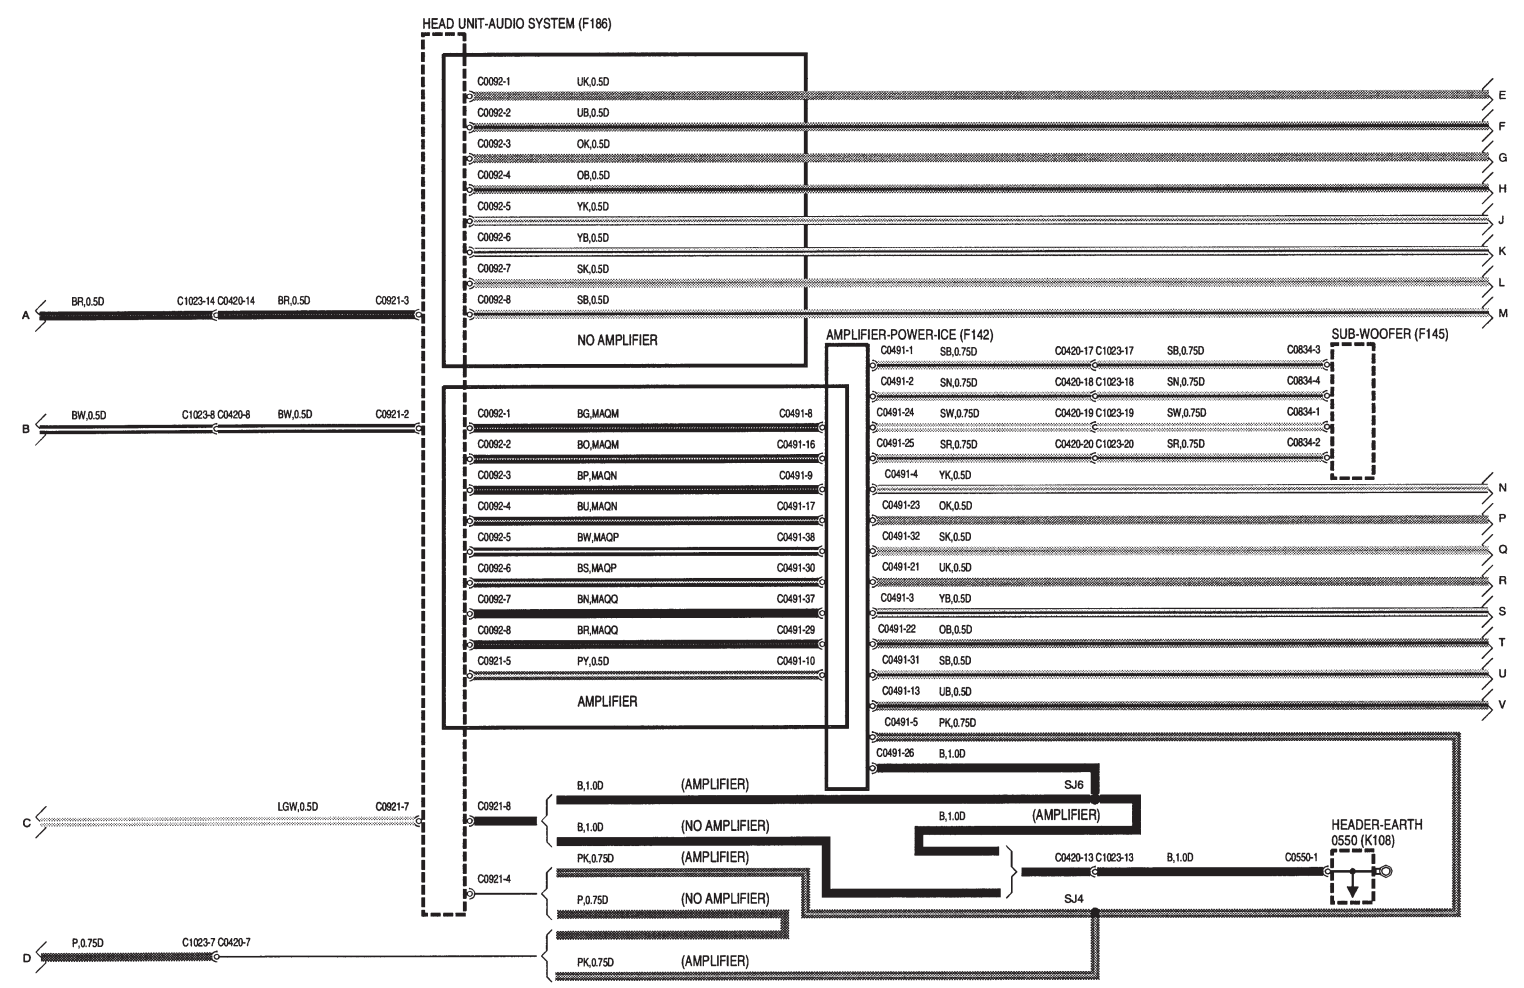 HEAD UNIT-AUDIO SYSTEM (F186)
C0092-1 UK,0.5D E
C0092-2 UB,0.5D F
C0092-3 OK,0.5D G
C0092-4 OB,0.5D H
C0092-5 YK,0.5D J
C0092-6 YB,0.5D K
C0092-7 SK,0.5D L
A BR,0.5D C1023-14 C0420-14 BR,0.5D C0921-3
C0092-8 SB,0.5D M
NO AMPLIFIER
AMPLIFIER-POWER-ICE (F142)
SUB-WOOFER (F145)
C0491-1 SB,0.75D C0420-17 C1023-17 SB,0.75D C0834-3
C0491-2 SN,0.75D C0420-18 C1023-18 SN,0.75D C0834-4
B BW,0.5D C1023-8 C0420-8 BW,0.5D C0921-2
C0092-1 BG,MAQM C0491-8
C0491-24 SW,0.75D C0420-19 C1023-19 SW,0.75D C0834-1
C0092-2 BO,MAQM C0491-16
C0491-25 SR,0.75D C0420-20 C1023-20 SR,0.75D C0834-2
C0092-3 BP,MAQN C0491-9
C0491-4 YK,0.5D N
C0092-4 BU,MAQN C0491-17
C0491-23 OK,0.5D P
C0092-5 BW,MAQP C0491-38
C0491-32 SK,0.5D Q
C0092-6 BS,MAQP C0491-30
C0491-21 UK,0.5D R
C0092-7 BN,MAQQ C0491-37
C0491-3 YB,0.5D S
C0092-8 BR,MAQQ C0491-29
C0491-22 OB,0.5D T
C0921-5 PY,0.5D C0491-10
C0491-31 SB,0.5D U
AMPLIFIER
C0491-13 UB,0.5D V
C0491-5 PK,0.75D
C0491-26 B,1.0D
B,1.0D (AMPLIFIER) SJ6
C LGW,0.5D C0921-7
C0921-8
B,1.0D (NO AMPLIFIER)
B,1.0D (AMPLIFIER)
HEADER-EARTH
0550 (K108)
PK,0.75D (AMPLIFIER)
C0420-13 C1023-13 B,1.0D C0550-1
C0921-4
P,0.75D (NO AMPLIFIER) SJ4
D P,0.75D C1023-7 C0420-7
PK,0.75D (AMPLIFIER)